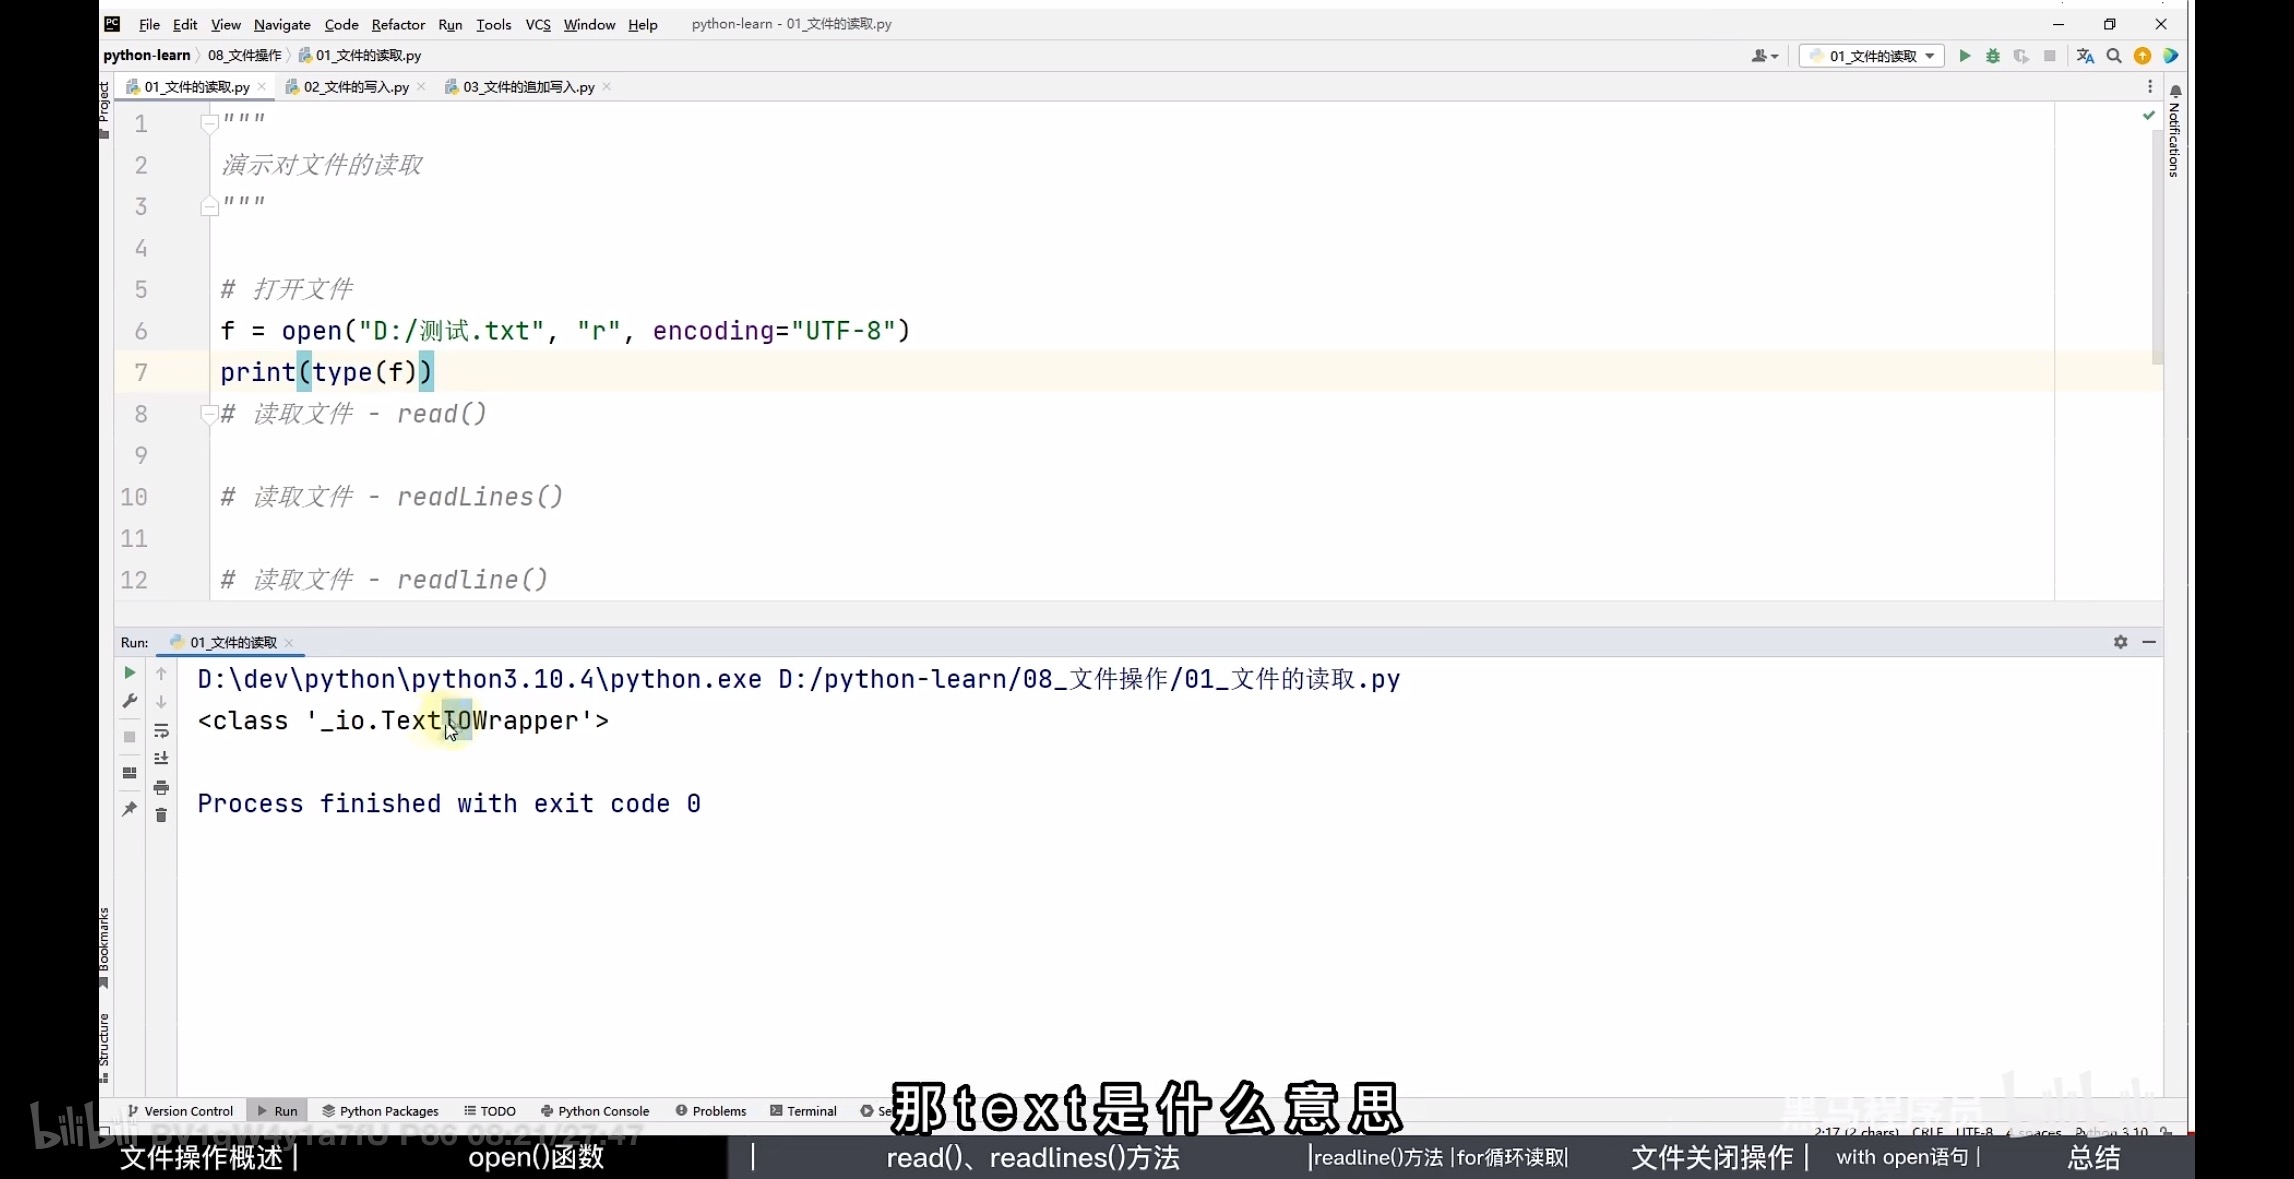 File Edit View Navigate Code Refactor Run Tools VCS Window Help python-learn - 01_文件的读取.py
python-learn 08_文件操作 01_文件的读取.py 01_文件的读取
01_文件的读取.py 02_文件的写入.py 03_文件的追加写入.py
Project
Notifications
1 """
2 演示对文件的读取
3 """
4
5 # 打开文件
6 f = open("D:/测试.txt", "r", encoding="UTF-8")
7 print(type(f))
8 # 读取文件 - read()
9
10 # 读取文件 - readLines()
11
12 # 读取文件 - readline()
Run: 01_文件的读取
D:\dev\python\python3.10.4\python.exe D:/python-learn/08_文件操作/01_文件的读取.py
<class '_io.TextIOWrapper'>
Process finished with exit code 0
Bookmarks
Structure
Version Control Run Python Packages TODO Python Console Problems Terminal
那text是什么意思
黑马程序员 bilibili
2:17 (2 chars) CRLF UTF-8 4 spaces Python 3.10
bilibili BV1qW4y1a7fU P86 08:21/27:47
文件操作概述| open()函数 | read()、readlines()方法 |readline()方法 |for循环读取| 文件关闭操作| with open语句| 总结